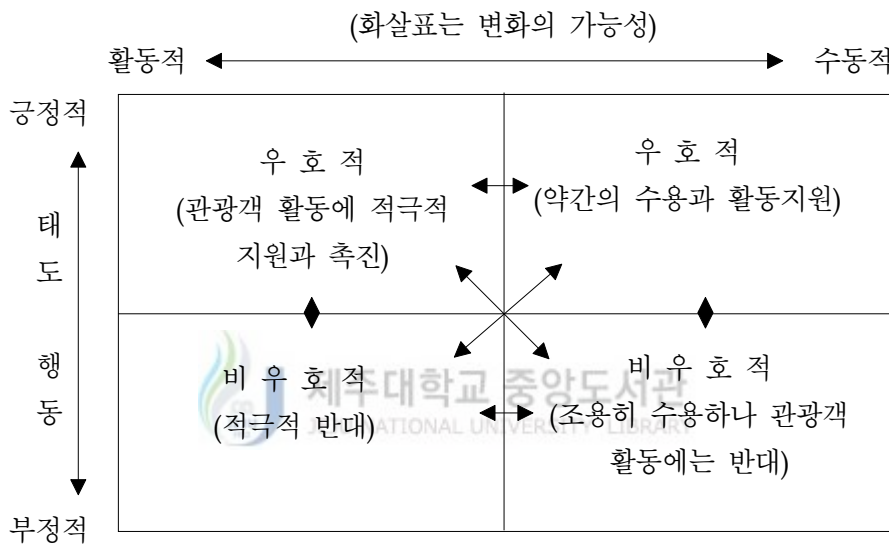 (화살표는 변화의 가능성)
활동적
수동적
긍정적
태
도
행
동
부정적
우 호 적
(관광객 활동에 적극적
지원과 촉진)
우 호 적
(약간의 수용과 활동지원)
비 우 호 적
(적극적 반대)
비 우 호 적
(조용히 수용하나 관광객
활동에는 반대)
제주대학교 중앙도서관
JEJU NATIONAL UNIVERSITY LIBRARY